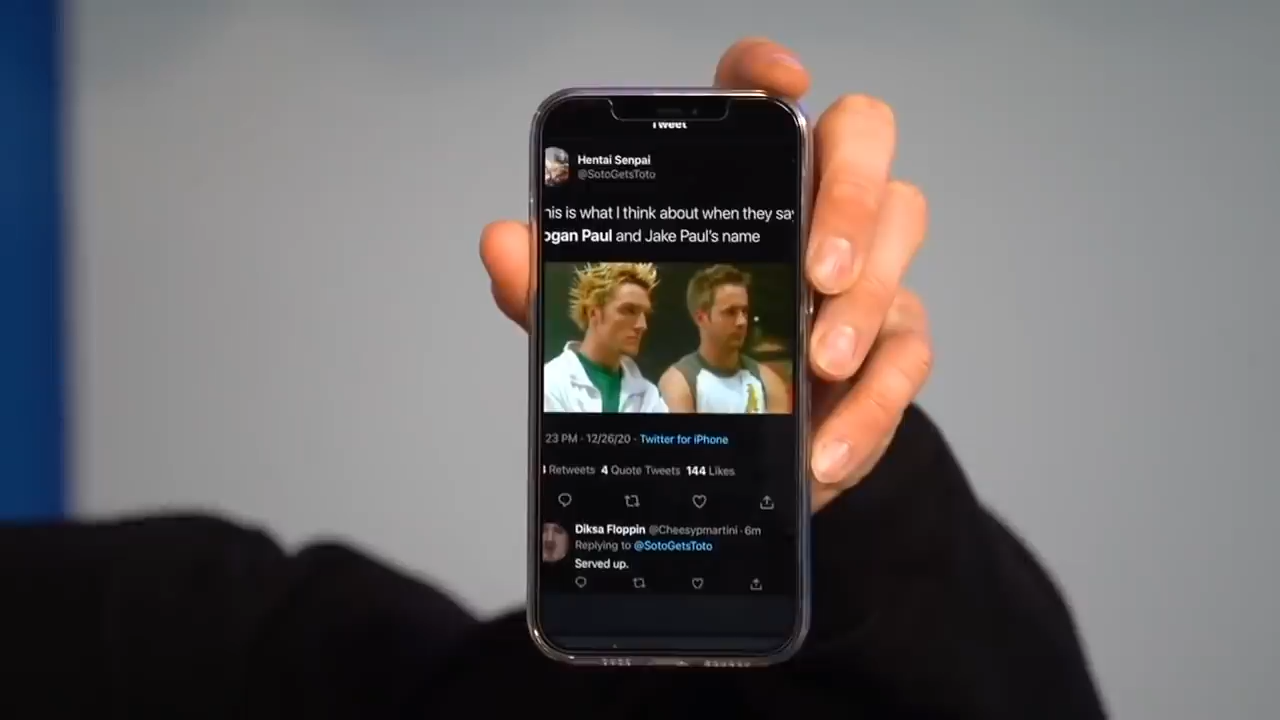 Tweet
Hentai Senpai
@SotoGetsToto
his is what I think about when they say
ogan Paul and Jake Paul's name
23 PM · 12/26/20 · Twitter for iPhone
Retweets 4 Quote Tweets 144 Likes
Diksa Floppin @Cheesypmartini · 6m
Replying to @SotoGetsToto
Served up.